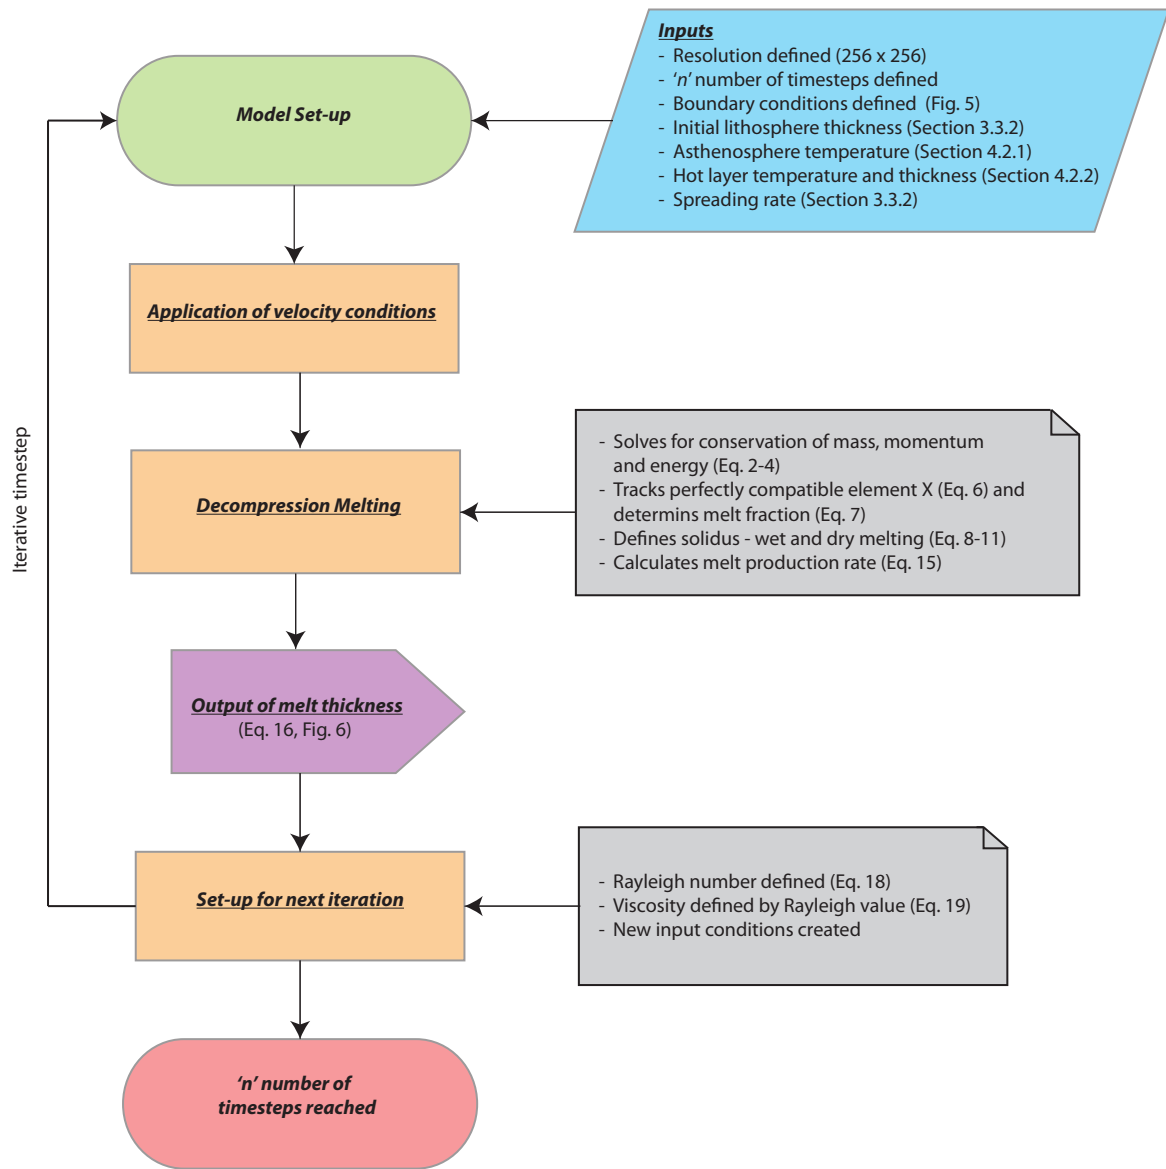 Inputs
- Resolution defined (256 x 256)
- ‘n’ number of timesteps defined
- Boundary conditions defined (Fig. 5)
- Initial lithosphere thickness (Section 3.3.2)
- Asthenosphere temperature (Section 4.2.1)
- Hot layer temperature and thickness (Section 4.2.2)
- Spreading rate (Section 3.3.2)
Model Set-up
Application of velocity conditions
Decompression Melting
- Solves for conservation of mass, momentum
and energy (Eq. 2-4)
- Tracks perfectly compatible element X (Eq. 6) and
determins melt fraction (Eq. 7)
- Defines solidus - wet and dry melting (Eq. 8-11)
- Calculates melt production rate (Eq. 15)
Iterative timestep
Output of melt thickness
(Eq. 16, Fig. 6)
Set-up for next iteration
- Rayleigh number defined (Eq. 18)
- Viscosity defined by Rayleigh value (Eq. 19)
- New input conditions created
‘n’ number of
timesteps reached